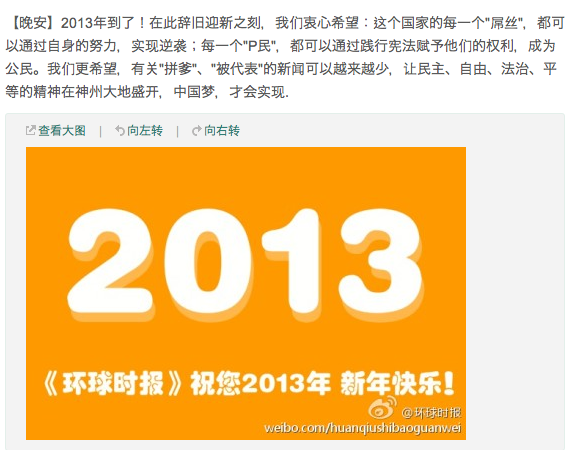 【晚安】2013年到了！在此辞旧迎新之刻，我们衷心希望：这个国家的每一个"屌丝"，都可
以通过自身的努力，实现逆袭；每一个"P民"，都可以通过践行宪法赋予他们的权利，成为
公民。我们更希望，有关"拼爹"、"被代表"的新闻可以越来越少，让民主、自由、法治、平
等的精神在神州大地盛开，中国梦，才会实现.
查看大图 | 向左转 | 向右转
2013
《环球时报》祝您2013年 新年快乐！
@环球时报
weibo.com/huanqiushibaoguanwei